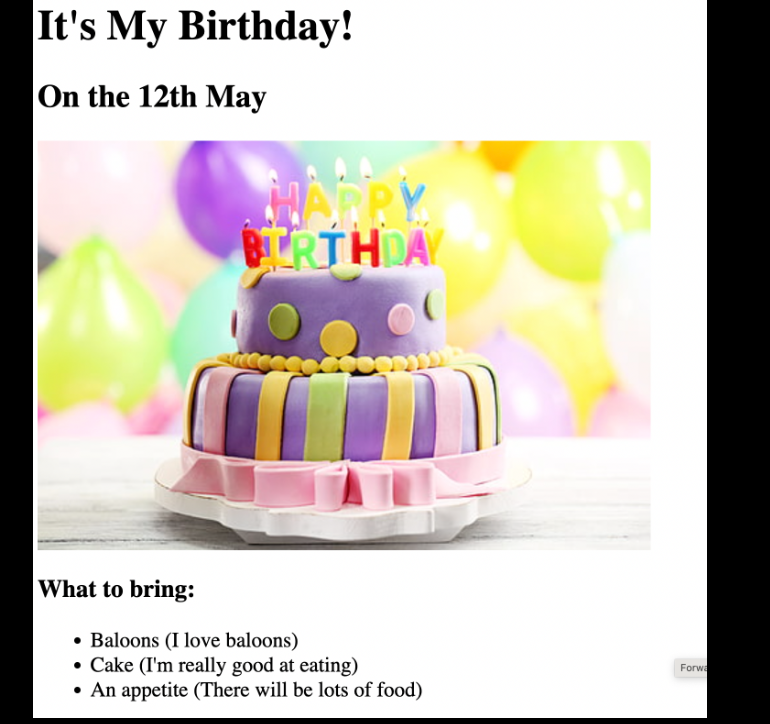 It's My Birthday!
On the 12th May
HAPPY
BIRTHDAY
What to bring:
Baloons (I love baloons)
Cake (I'm really good at eating)
Forwa
An appetite (There will be lots of food)